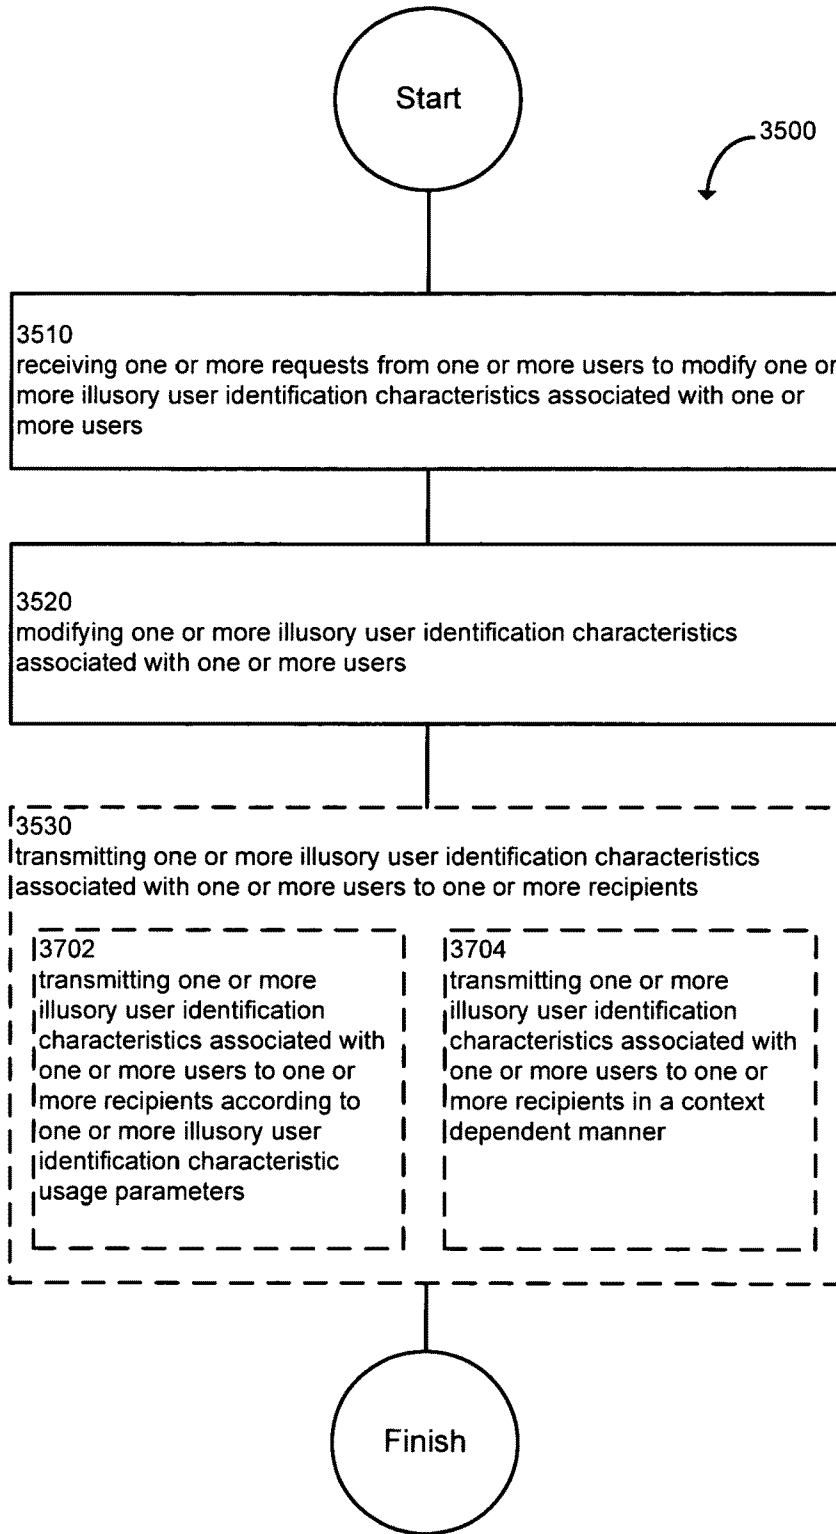 Start
3500
3510
receiving one or more requests from one or more users to modify one or
more illusory user identification characteristics associated with one or
more users
3520
modifying one or more illusory user identification characteristics
associated with one or more users
3530
transmitting one or more illusory user identification characteristics
associated with one or more users to one or more recipients
3702
transmitting one or more
illusory user identification
characteristics associated with
one or more users to one or
more recipients according to
one or more illusory user
identification characteristic
usage parameters
3704
transmitting one or more
illusory user identification
characteristics associated with
one or more users to one or
more recipients in a context
dependent manner
Finish